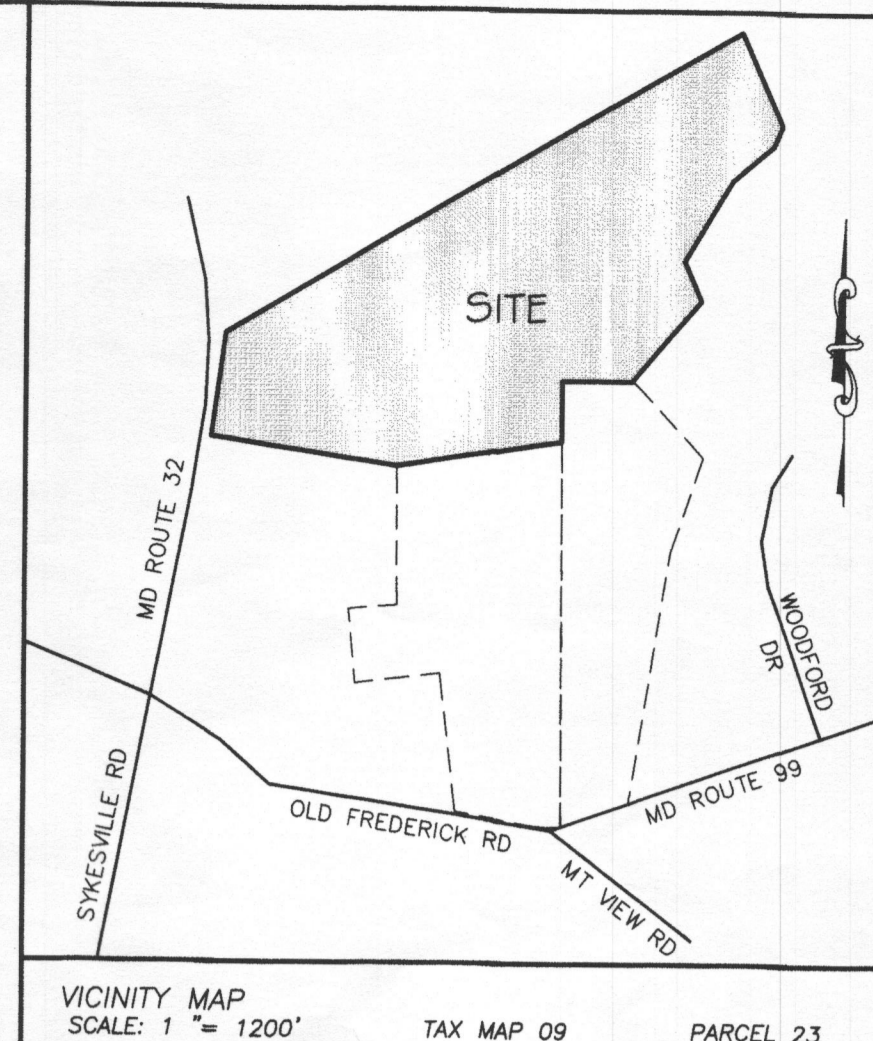 SITE
MD ROUTE 32
WOODFORD
DR
SYKESVILLE RD
OLD FREDERICK RD
MD ROUTE 99
MT VIEW RD
VICINITY MAP
SCALE: 1 "= 1200'
TAX MAP 09
PARCEL 23